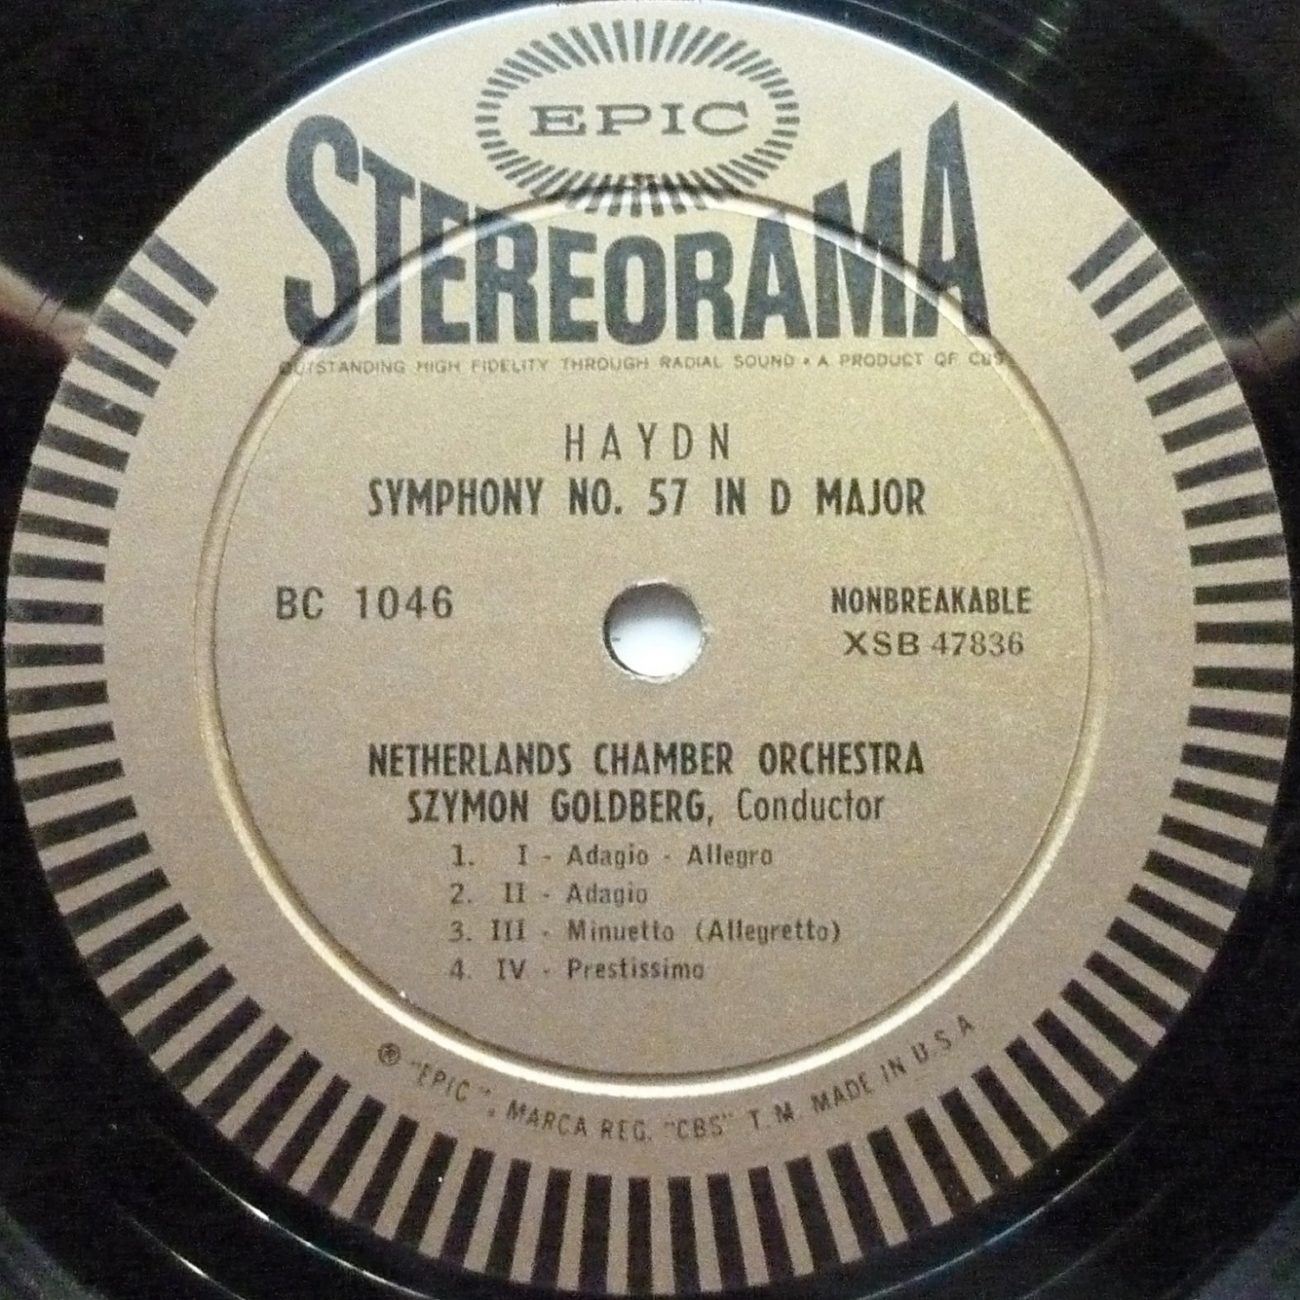 EPIC
STEREORAMA
OUTSTANDING HIGH FIDELITY THROUGH RADIAL SOUND • A PRODUCT OF CBS
HAYDN
SYMPHONY NO. 57 IN D MAJOR
BC 1046
NONBREAKABLE
XSB 47836
NETHERLANDS CHAMBER ORCHESTRA
SZYMON GOLDBERG, Conductor
1. I - Adagio - Allegro
2. II - Adagio
3. III - Minuetto (Allegretto)
4. IV - Prestissimo
® "EPIC", MARCA REG. "CBS" T.M. MADE IN U.S.A